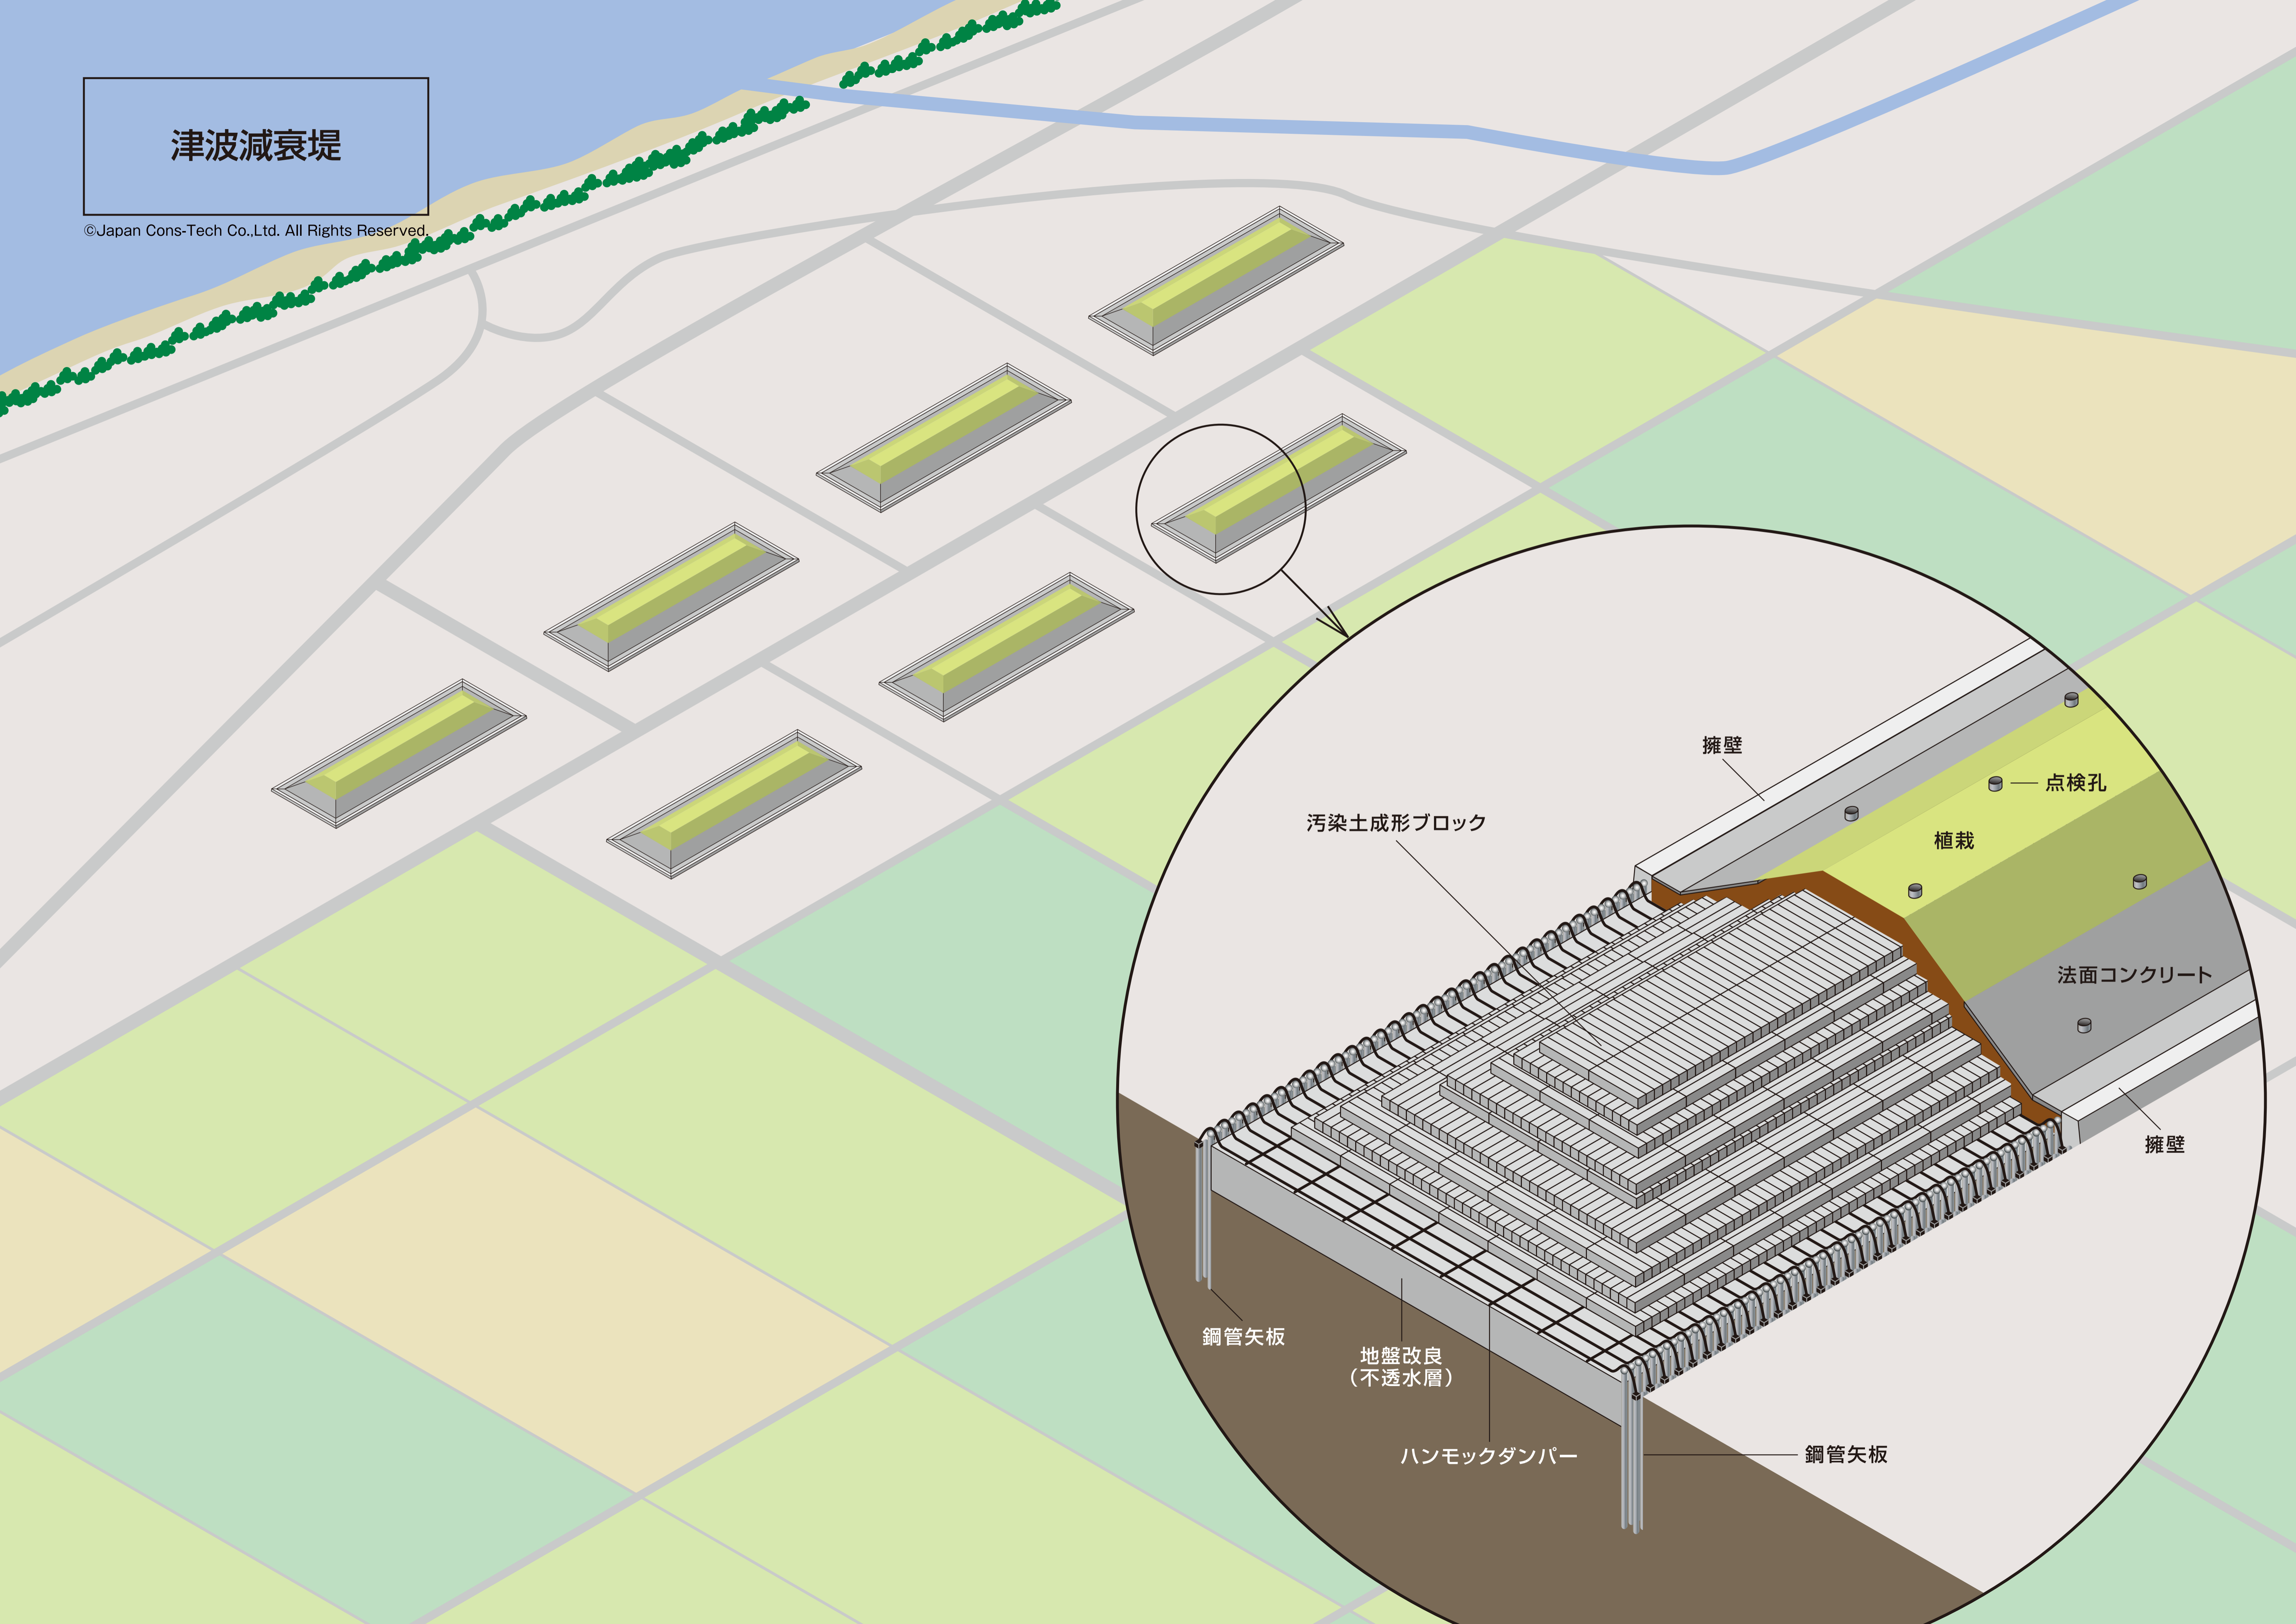 津波減衰堤
©Japan Cons-Tech Co.,Ltd. All Rights Reserved.
擁壁
点検孔
汚染土成形ブロック
植栽
法面コンクリート
擁壁
鋼管矢板
地盤改良
（不透水層）
ハンモックダンパー
鋼管矢板